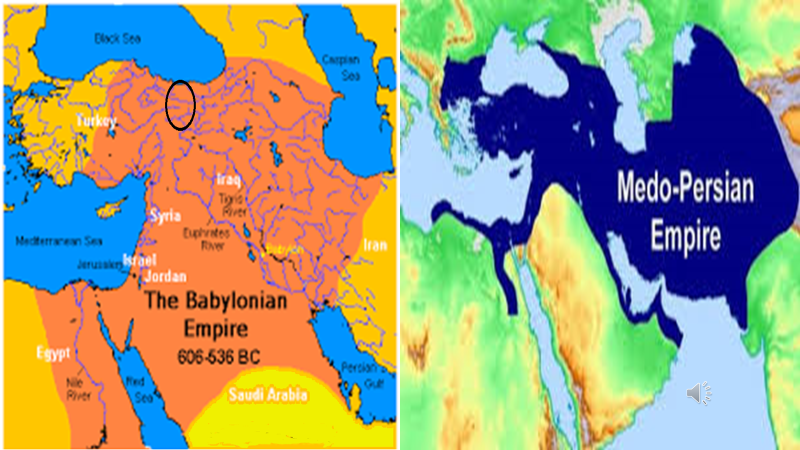 Black Sea
Caspian
Sea
Turkey
Iraq
Tigris
River
Syria
Euphrates
River
Babylon
Iran
Mediterranean Sea
Jerusalem
Israel
Jordan
The Babylonian
Empire
606-536 BC
Egypt
Nile
River
Red
Sea
Persian
Gulf
Saudi Arabia
Medo-Persian
Empire